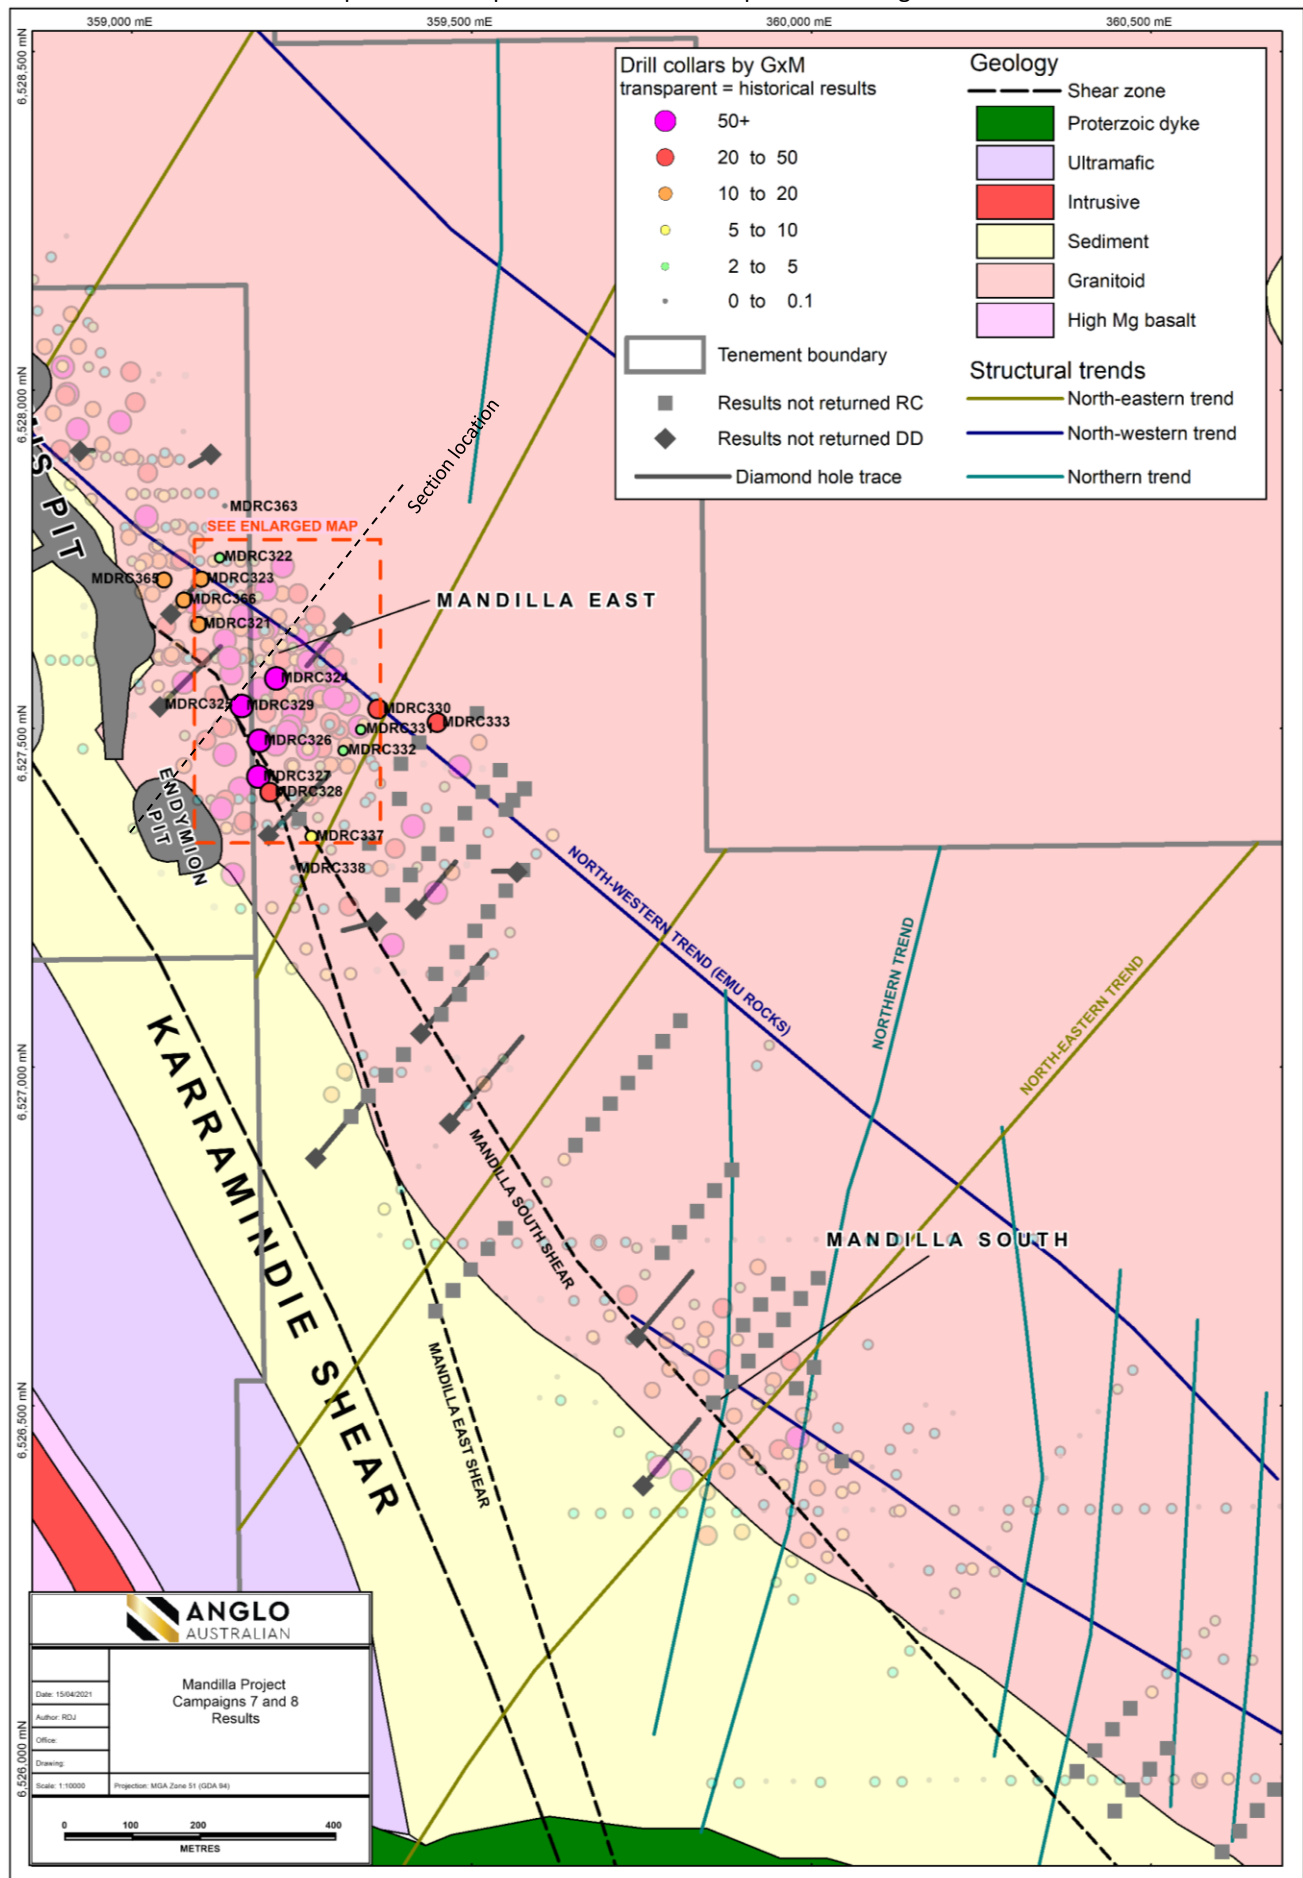 359,000 mE
359,500 mE
360,000 mE
360,500 mE
6,528,500 mN
6,528,000 mN
6,527,500 mN
6,527,000 mN
6,526,500 mN
6,526,000 mN
Drill collars by GxM
transparent = historical results
50+
20 to 50
10 to 20
5 to 10
2 to 5
0 to 0.1
Tenement boundary
Results not returned RC
Results not returned DD
Diamond hole trace
Geology
Shear zone
Proterzoic dyke
Ultramafic
Intrusive
Sediment
Granitoid
High Mg basalt
Structural trends
North-eastern trend
North-western trend
Northern trend
Section location
'S PIT
MDRC363
SEE ENLARGED MAP
MDRC322
MDRC365
MDRC323
MDRC366
MDRC321
MANDILLA EAST
MDRC324
MDRC325
MDRC329
MDRC330
MDRC333
MDRC331
MDRC326
MDRC332
MDRC327
MDRC328
MDRC337
MDRC338
ENDYMION
PIT
NORTH-WESTERN TREND (EMU ROCKS)
NORTHERN TREND
NORTH-EASTERN TREND
KARRAMINDIE SHEAR
MANDILLA SOUTH SHEAR
MANDILLA EAST SHEAR
MANDILLA SOUTH
ANGLO
AUSTRALIAN
Mandilla Project
Campaigns 7 and 8
Results
Date: 15/04/2021
Author: RDJ
Office:
Drawing:
Scale: 1:10000
Projection: MGA Zone 51 (GDA 94)
0 100 200 400
METRES